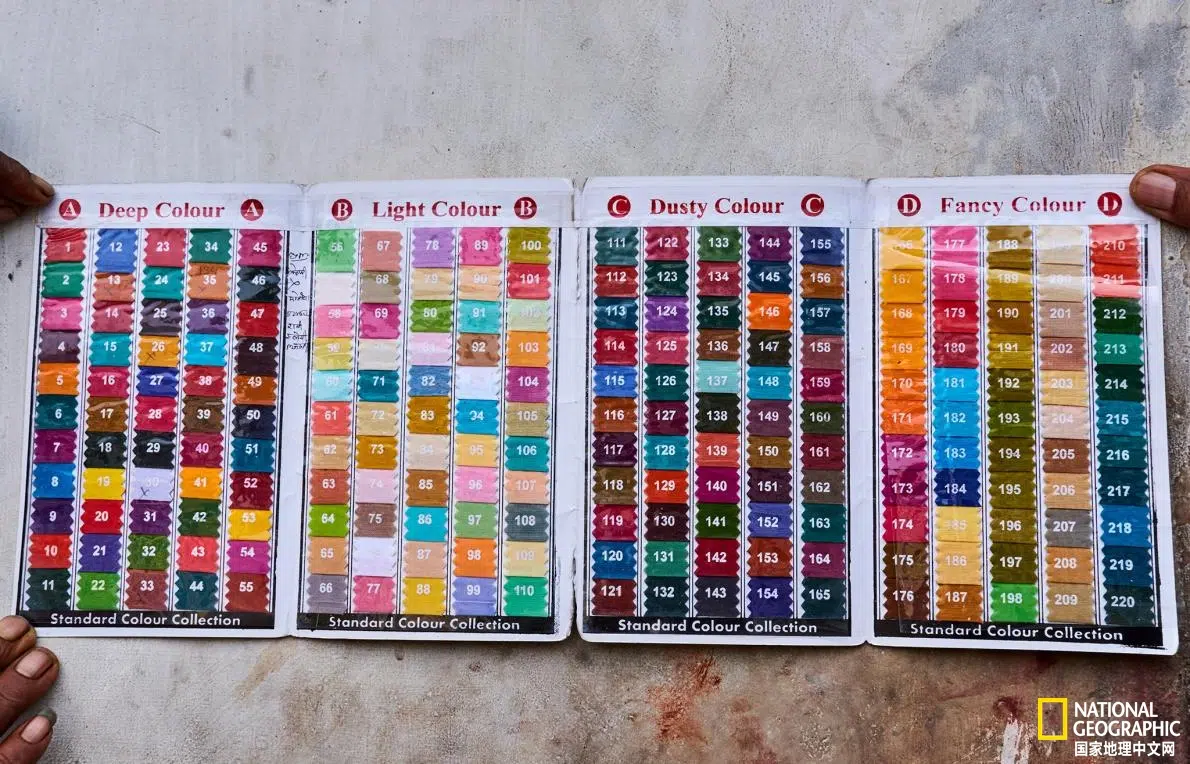 A Deep Colour A
1 12 23 34 45
2 13 24 35 46
3 14 25 36 47
4 15 26 37 48
5 16 27 38 49
6 17 28 39 50
7 18 29 40 51
8 19 30 41 52
9 20 31 42 53
10 21 32 43 54
11 22 33 44 55
Standard Colour Collection
B Light Colour B
56 67 78 89 100
68 79 90 101
58 69 80 91 102
81 92 103
60 71 82 104
61 72 83 94 105
62 73 84 95 106
63 74 85 96 107
64 75 86 97 108
65 87 98 109
66 77 88 99 110
Standard Colour Collection
C Dusty Colour C
111 122 133 144 155
112 123 134 145 156
113 124 135 146 157
114 125 136 147 158
115 126 137 148 159
116 127 138 149 160
117 128 139 150 161
118 129 140 151 162
119 130 141 152 163
120 131 142 153 164
121 132 143 154 165
Standard Colour Collection
D Fancy Colour D
166 177 188 210
167 178 189 200 211
168 179 190 201 212
169 180 191 202 213
170 181 192 203 214
171 182 193 204 215
172 183 194 205 216
173 184 195 206 217
174 185 196 207 218
175 186 197 208 219
176 187 198 209 220
Standard Colour Collection
NATIONAL
GEOGRAPHIC
国家地理中文网